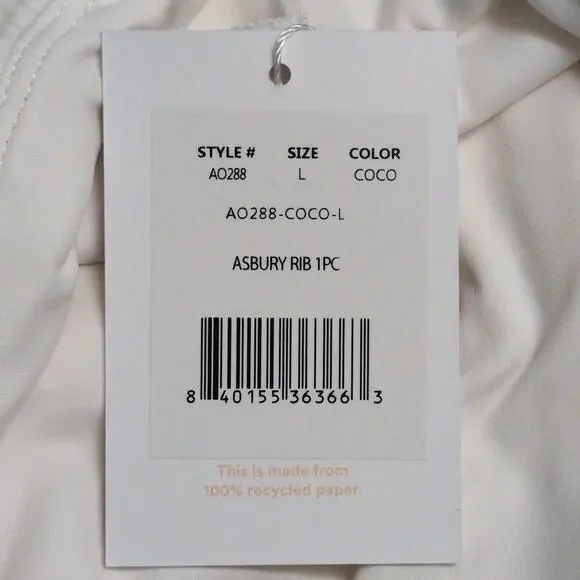 STYLE # SIZE COLOR
AO288 L COCO
AO288-COCO-L
ASBURY RIB 1PC
8 40155 36366 3
This is made from
100% recycled paper.